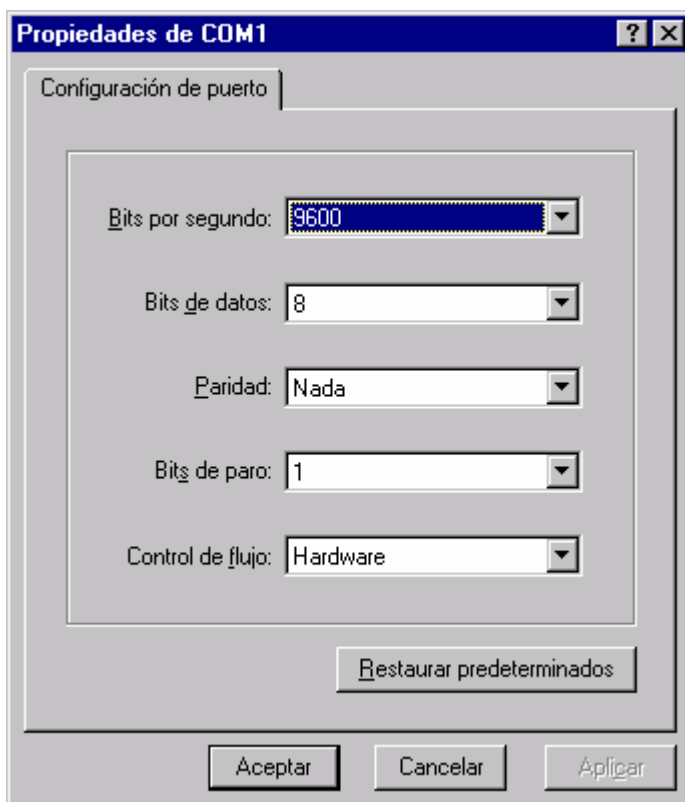 Propiedades de COM1
Configuración de puerto
Bits por segundo: 9600
Bits de datos: 8
Paridad: Nada
Bits de paro: 1
Control de flujo: Hardware
Restaurar predeterminados
Aceptar Cancelar Aplicar